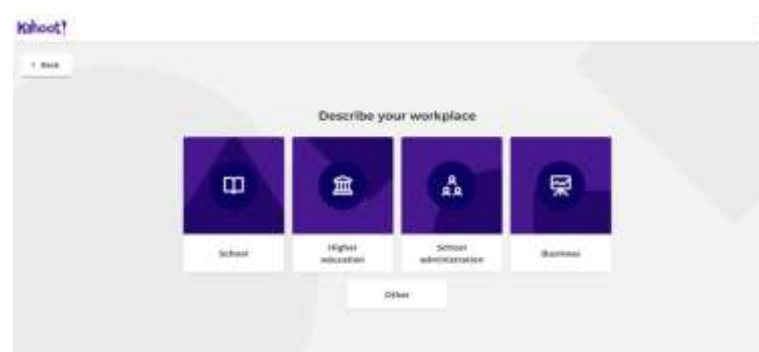 Kahoot!
Back
Describe your workplace
School
Higher
education
School
administration
Business
Other